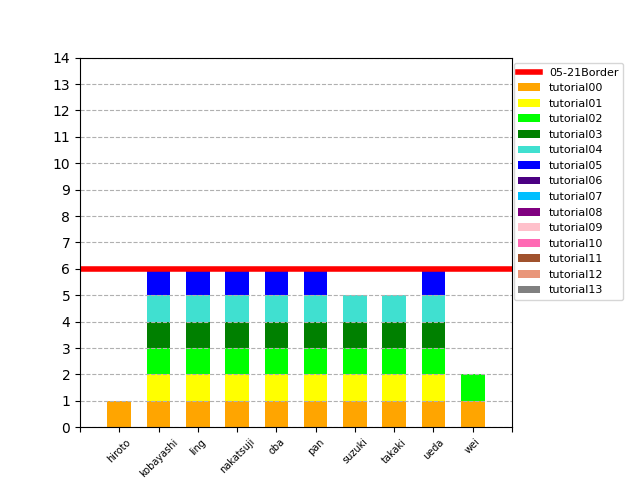 14
13
12
11
10
9
8
7
6
5
4
3
2
1
0
hiroto
kobayashi
ling
nakatsuji
oba
pan
suzuki
takaki
ueda
wei
05-21Border
tutorial00
tutorial01
tutorial02
tutorial03
tutorial04
tutorial05
tutorial06
tutorial07
tutorial08
tutorial09
tutorial10
tutorial11
tutorial12
tutorial13